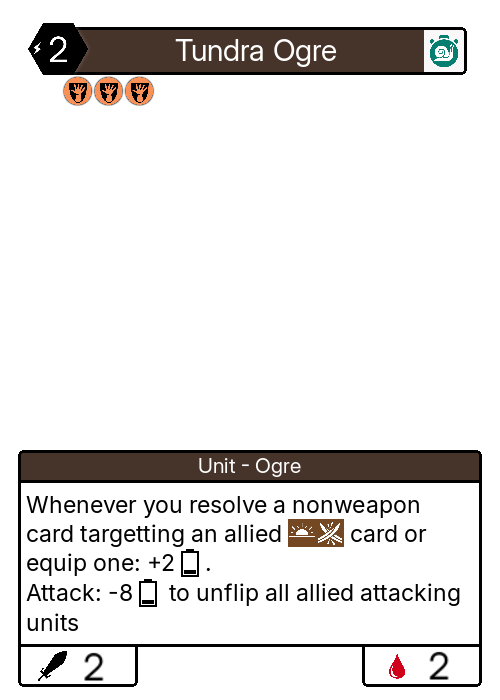 2
Tundra Ogre
Unit - Ogre
Whenever you resolve a nonweapon
card targetting an allied card or
equip one: +2 .
Attack: -8 to unflip all allied attacking
units
2
2